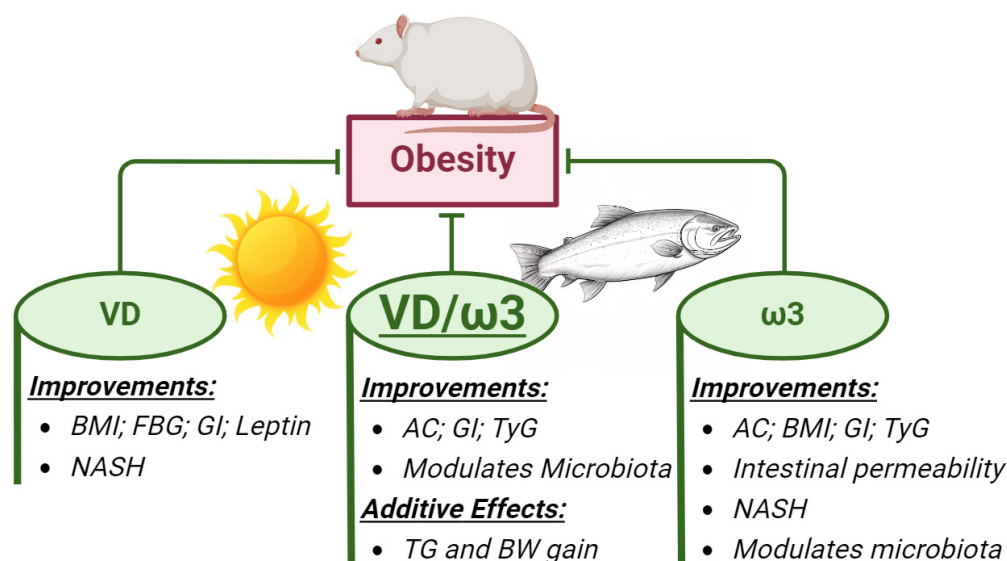 Obesity
VD
Improvements:
• BMI; FBG; GI; Leptin
• NASH
VD/ω3
Improvements:
• AC; GI; TyG
• Modulates Microbiota
Additive Effects:
• TG and BW gain
ω3
Improvements:
• AC; BMI; GI; TyG
• Intestinal permeability
• NASH
• Modulates microbiota